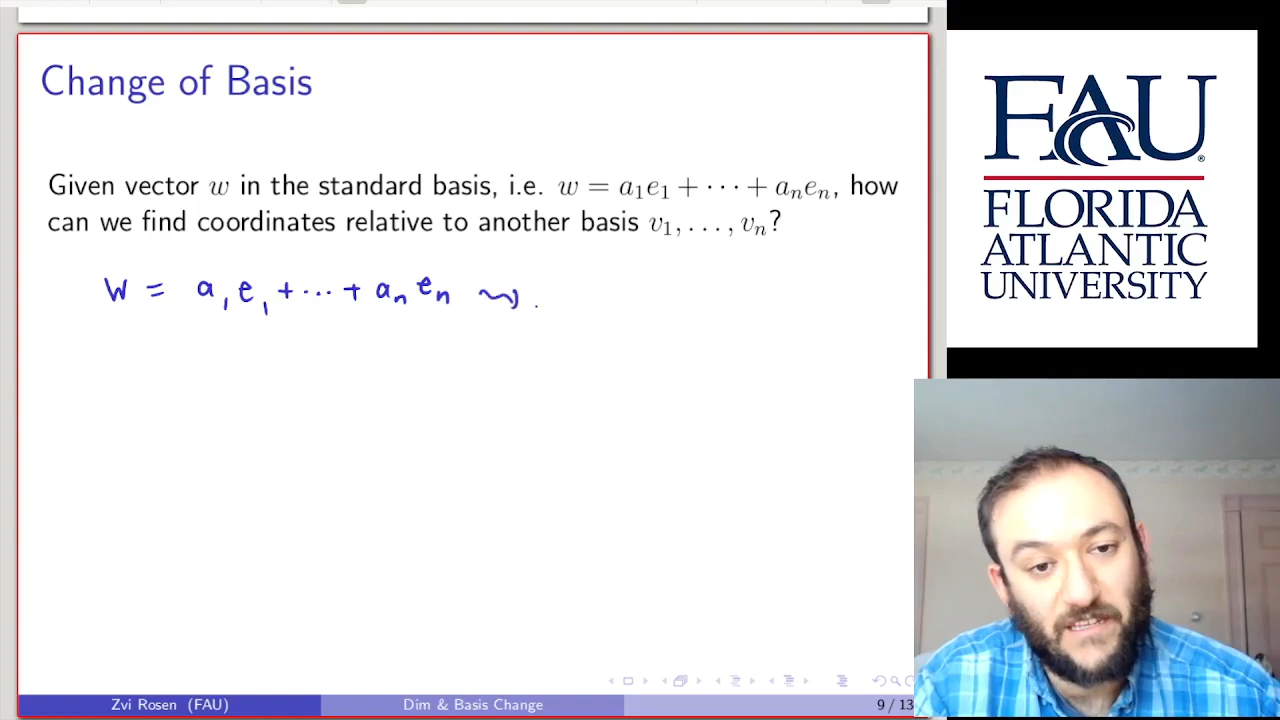 Change of Basis
Given vector w in the standard basis, i.e. w = a₁e₁ + ⋯ + aₙeₙ, how
can we find coordinates relative to another basis v₁, …, vₙ?
w = a₁e₁ + ⋯ + aₙeₙ ⇝
Zvi Rosen (FAU)
Dim & Basis Change
9 / 13
FAU®
FLORIDA
ATLANTIC
UNIVERSITY